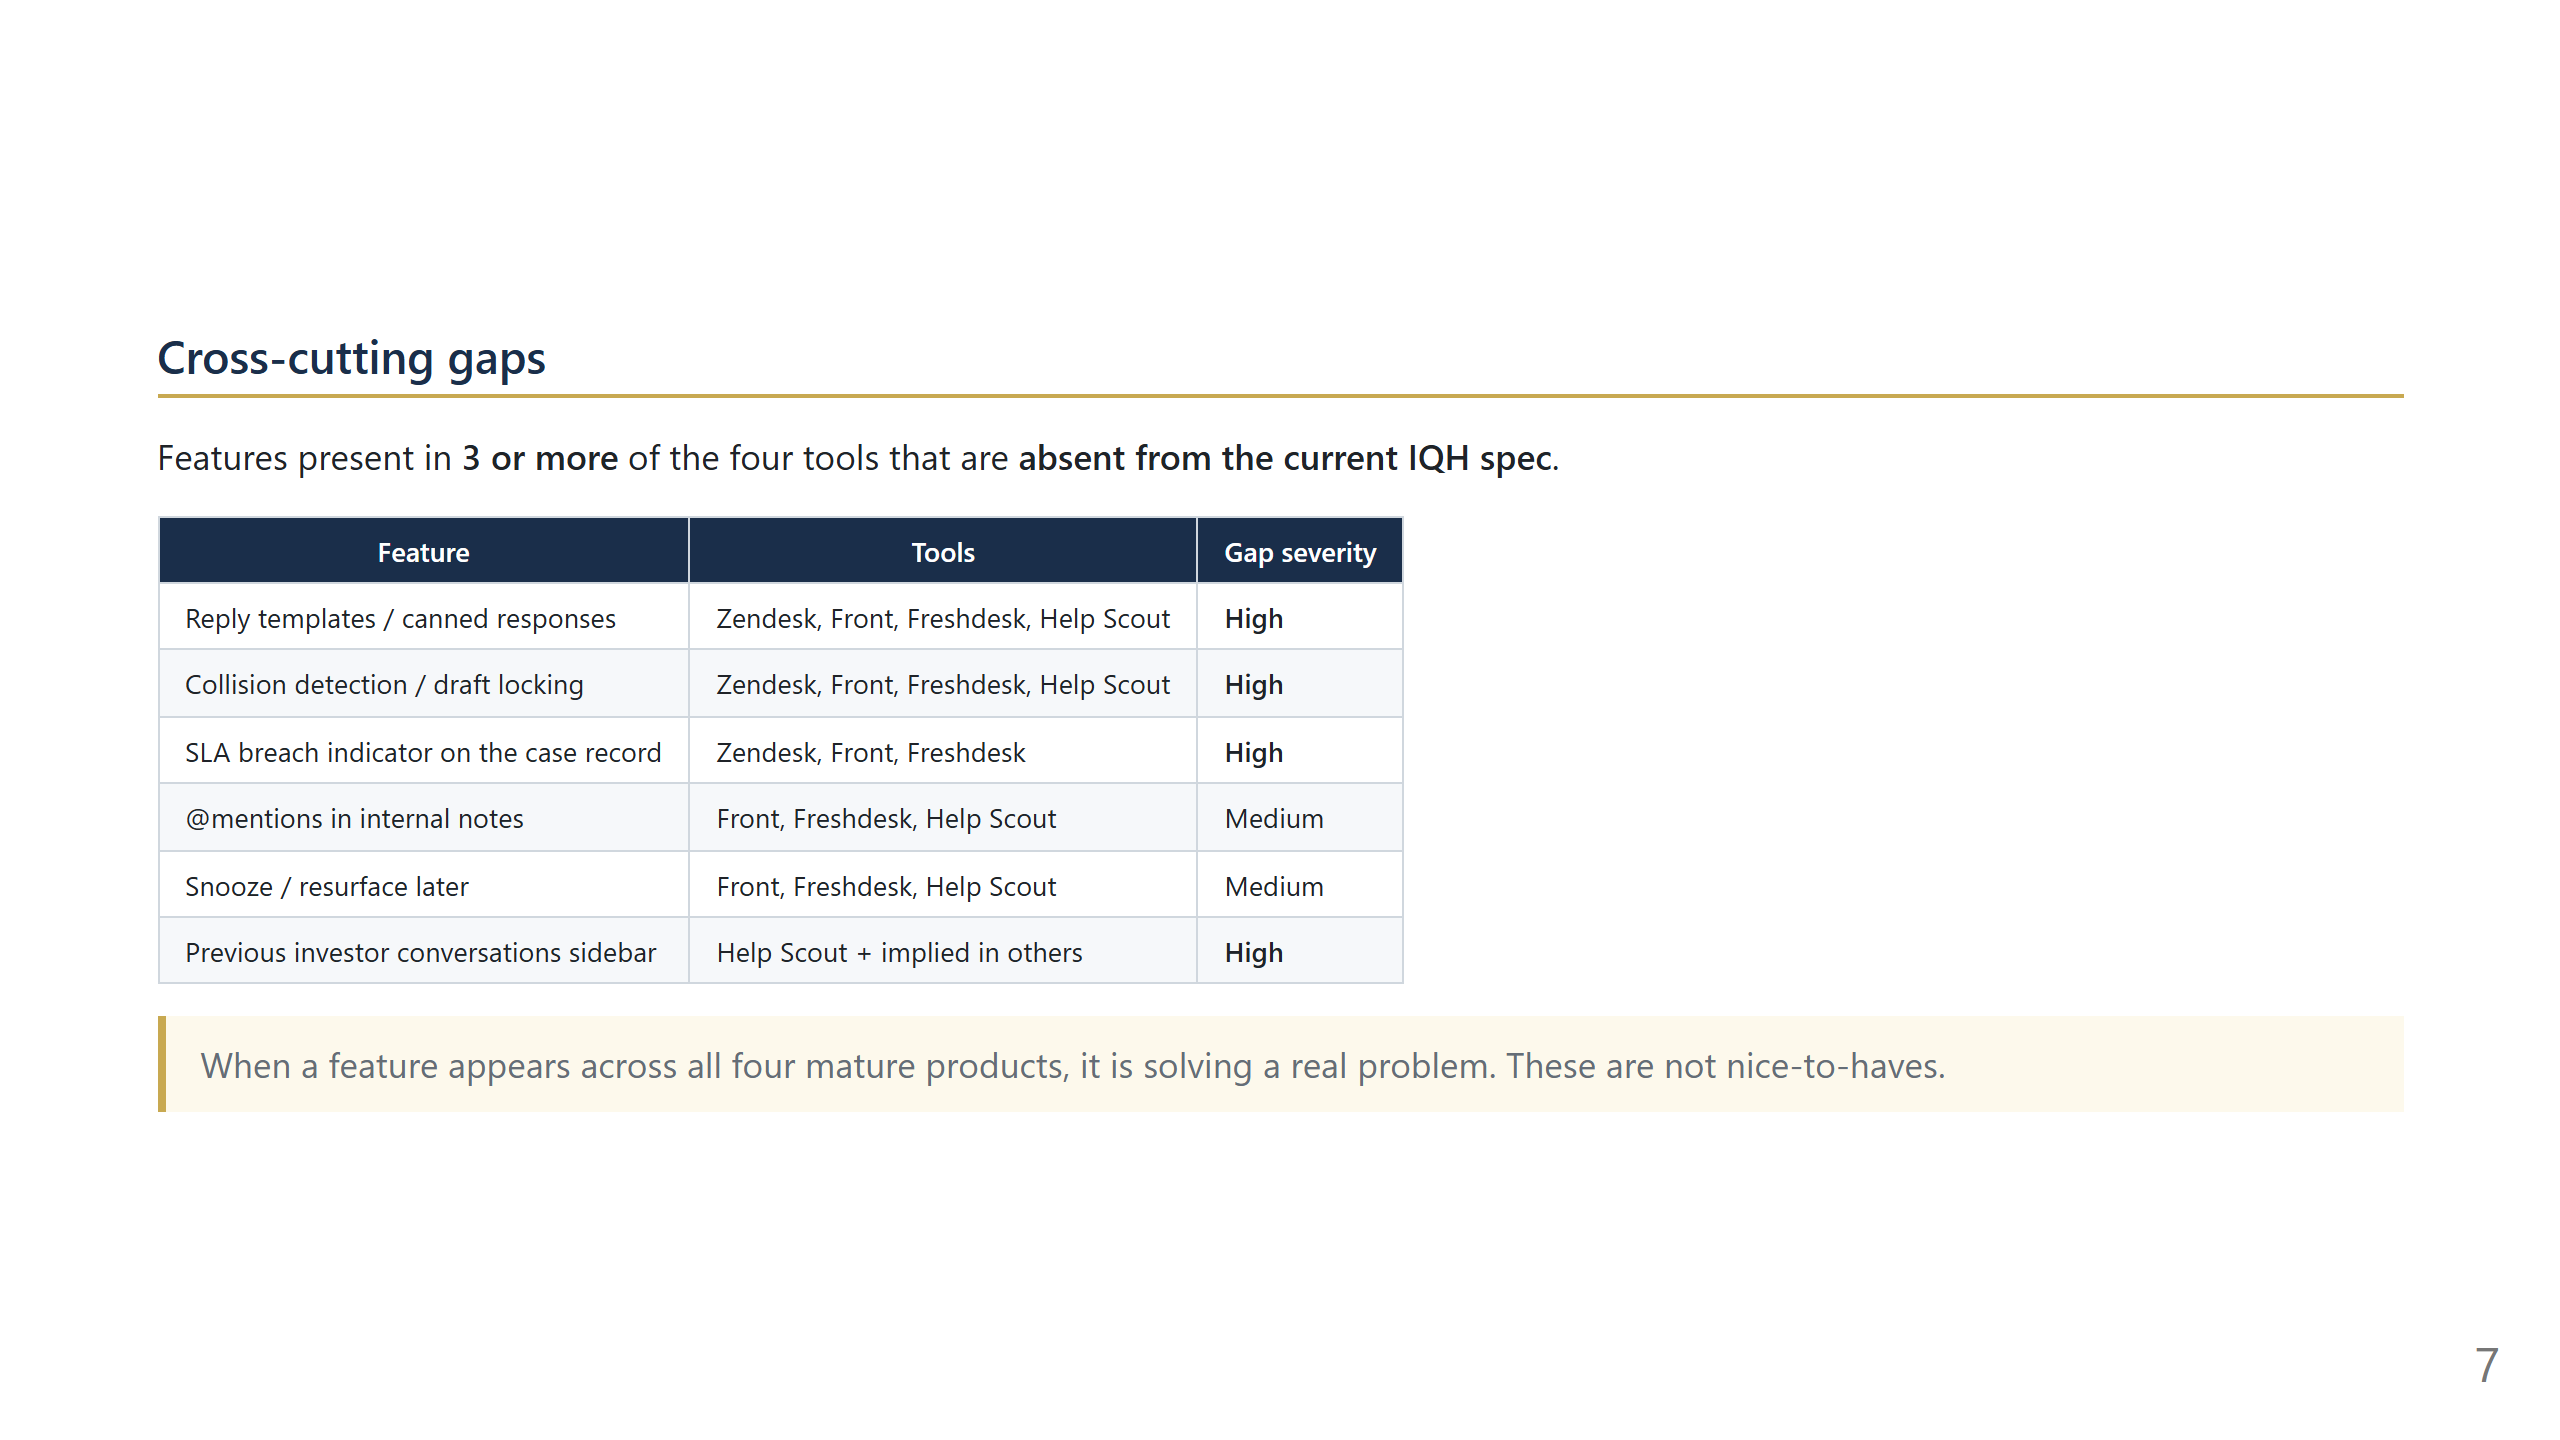 Cross-cutting gaps
Features present in 3 or more of the four tools that are absent from the current IQH spec.
Feature Tools Gap severity
Reply templates / canned responses Zendesk, Front, Freshdesk, Help Scout High
Collision detection / draft locking Zendesk, Front, Freshdesk, Help Scout High
SLA breach indicator on the case record Zendesk, Front, Freshdesk High
@mentions in internal notes Front, Freshdesk, Help Scout Medium
Snooze / resurface later Front, Freshdesk, Help Scout Medium
Previous investor conversations sidebar Help Scout + implied in others High
When a feature appears across all four mature products, it is solving a real problem. These are not nice-to-haves.
7